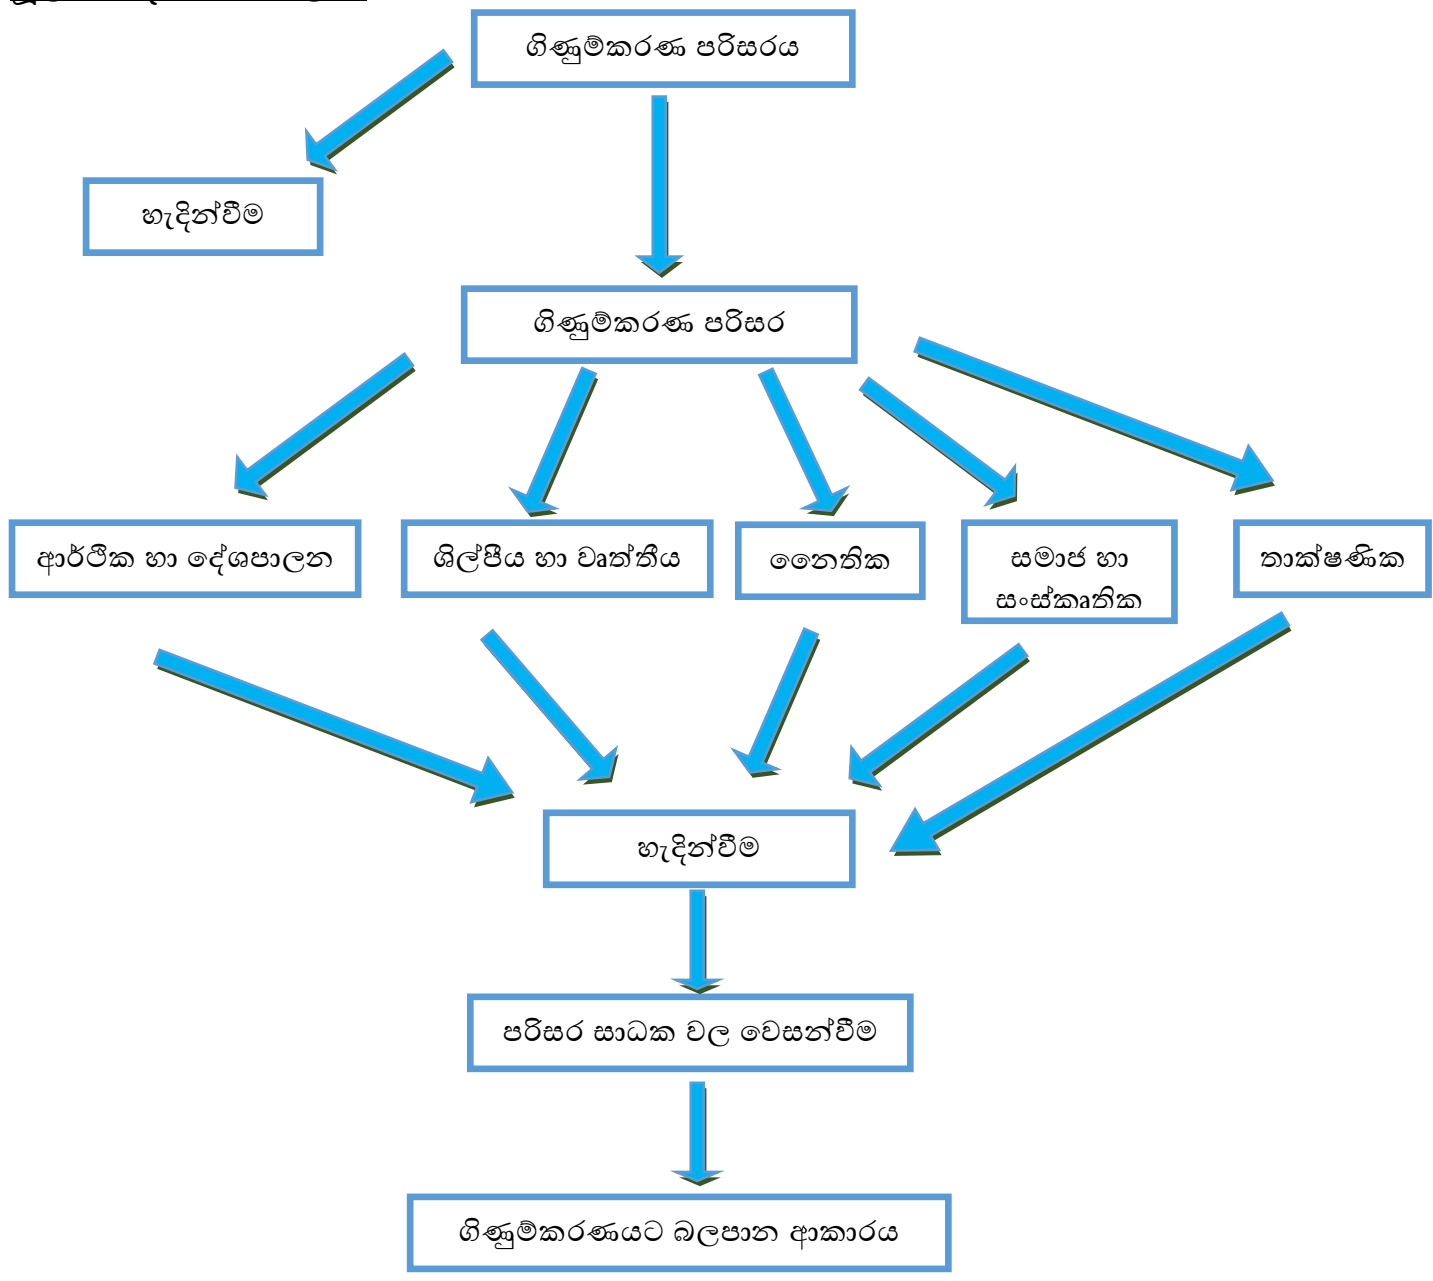 ගිණුම්කරණ පරිසරය
හැඳින්වීම
ගිණුම්කරණ පරිසර
ආර්ථික හා දේශපාලන
ශිල්පීය හා වෘත්තීය
නෛතික
සමාජ හා
සංස්කෘතික
තාක්ෂණික
හැඳින්වීම
පරිසර සාධක වල වෙසන්වීම
ගිණුම්කරණයට බලපාන ආකාරය